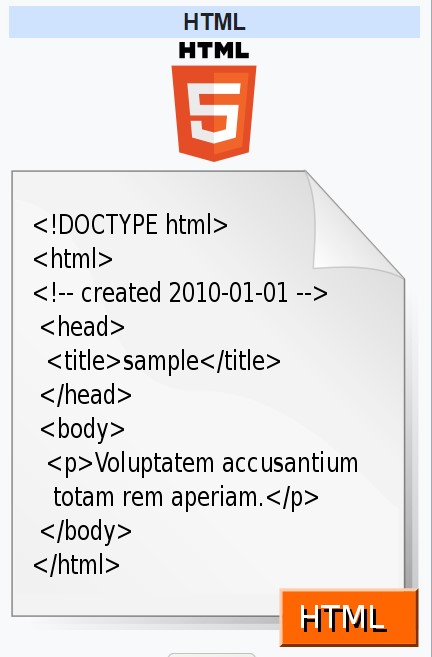 HTML
HTML
5
<!DOCTYPE html>
<html>
<!-- created 2010-01-01 -->
<head>
<title>sample</title>
</head>
<body>
<p>Voluptatem accusantium
totam rem aperiam.</p>
</body>
</html>
HTML